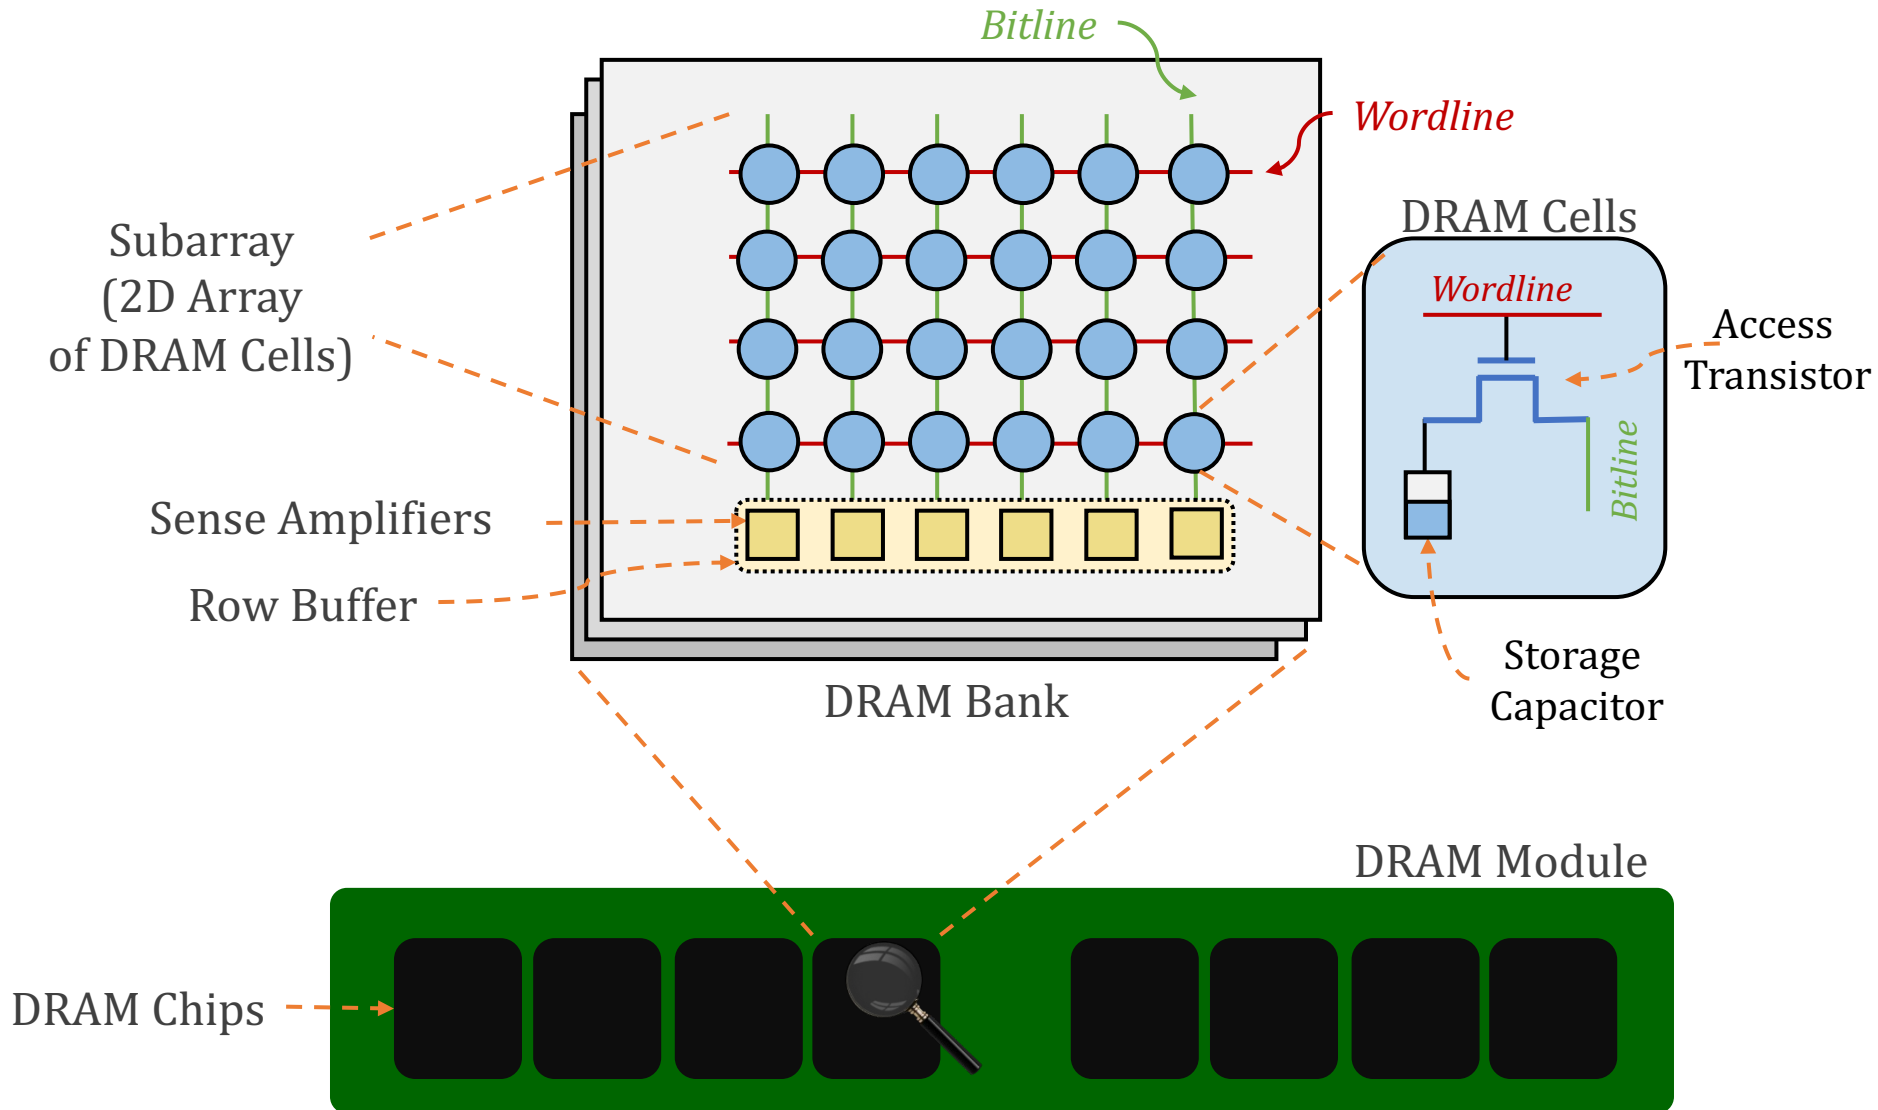 Bitline
Wordline
Subarray
(2D Array
of DRAM Cells)
DRAM Cells
Wordline
Access
Transistor
Bitline
Sense Amplifiers
Row Buffer
Storage
Capacitor
DRAM Bank
DRAM Module
DRAM Chips